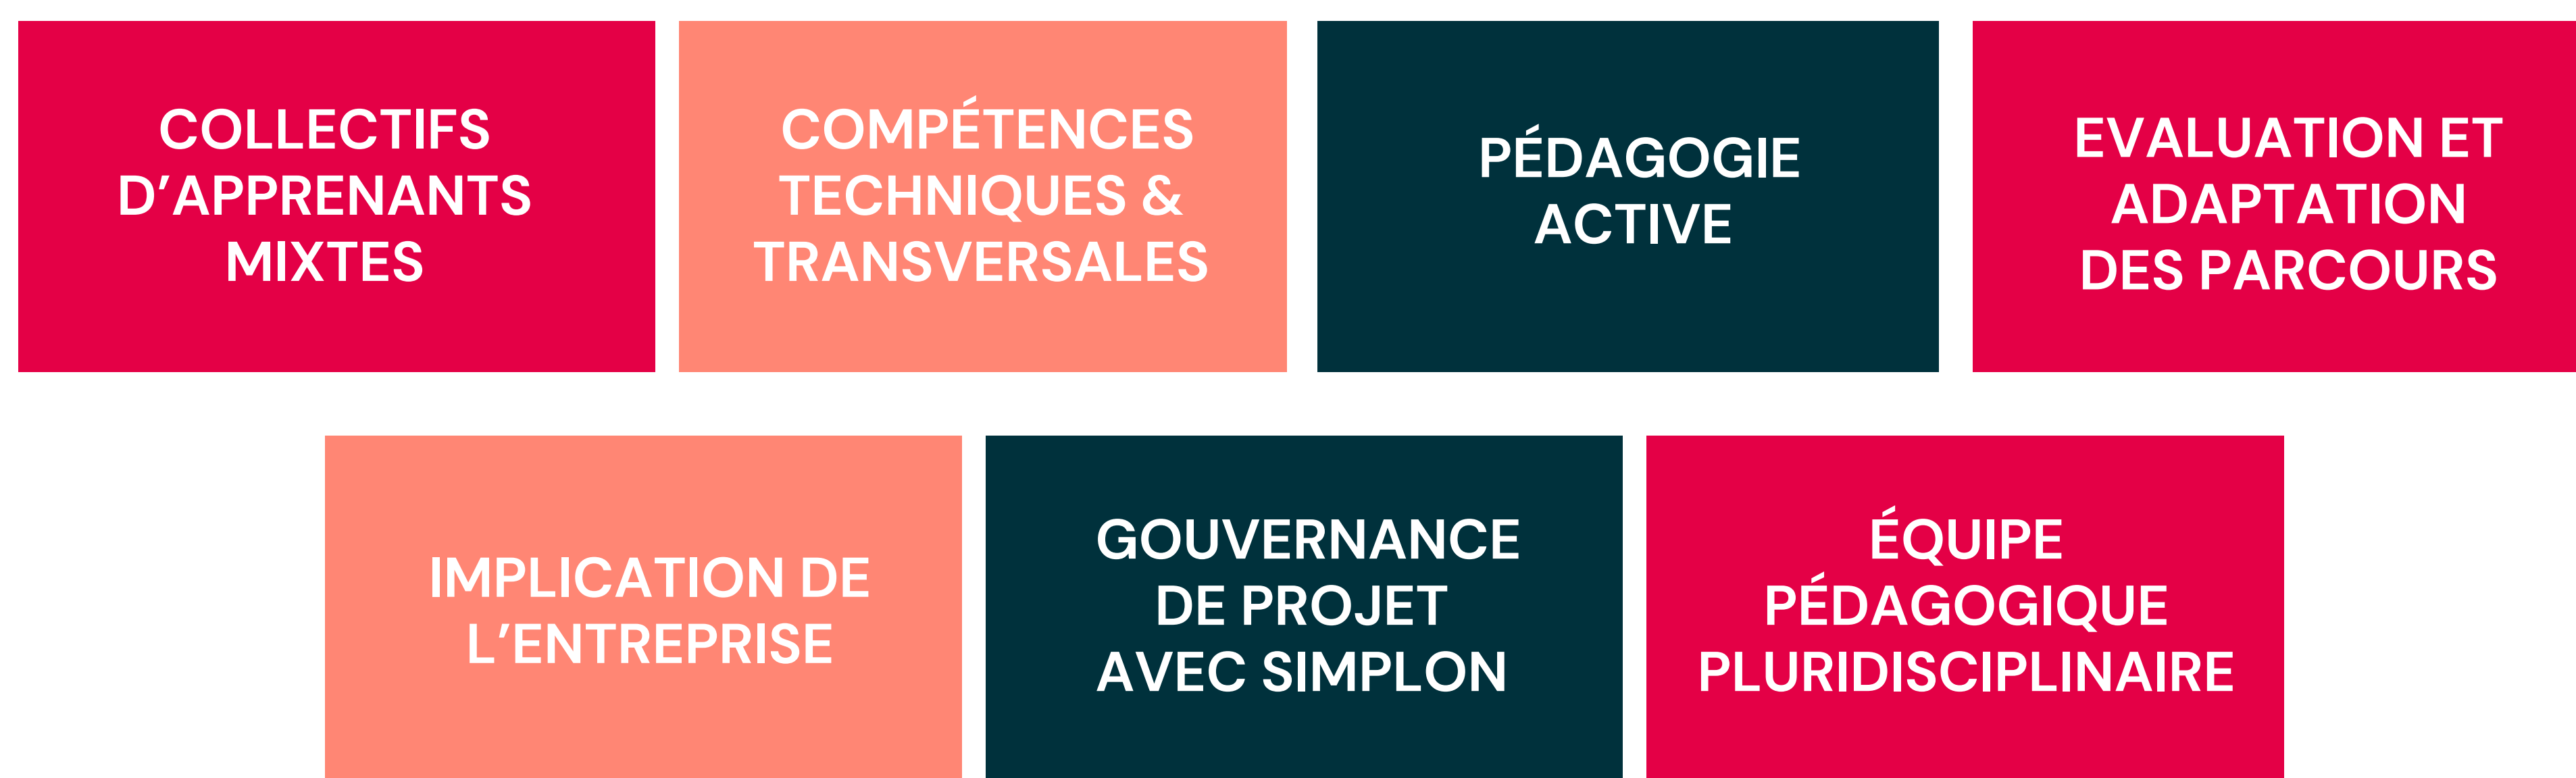 COLLECTIFS
D’APPRENANTS
MIXTES
COMPÉTENCES
TECHNIQUES &
TRANSVERSALES
PÉDAGOGIE
ACTIVE
EVALUATION ET
ADAPTATION
DES PARCOURS
IMPLICATION DE
L’ENTREPRISE
GOUVERNANCE
DE PROJET
AVEC SIMPLON
ÉQUIPE
PÉDAGOGIQUE
PLURIDISCIPLINAIRE